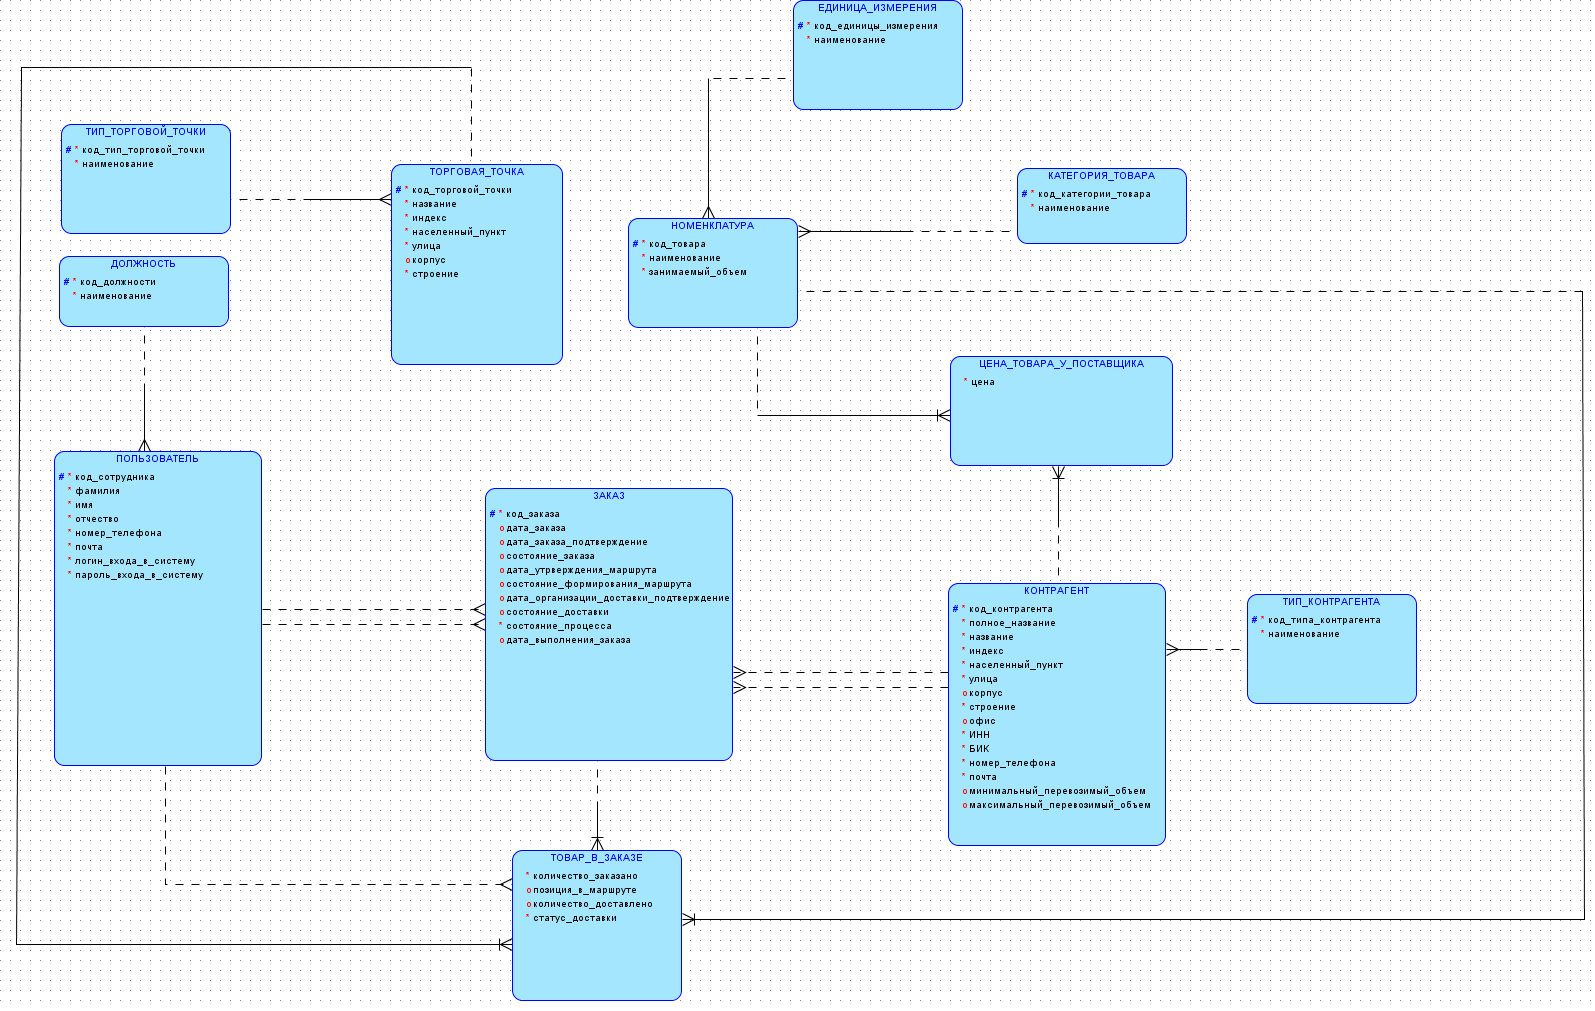 ЕДИНИЦА_ИЗМЕРЕНИЯ
# * код_единицы_измерения
* наименование
ТИП_ТОРГОВОЙ_ТОЧКИ
# * код_тип_торговой_точки
* наименование
ТОРГОВАЯ_ТОЧКА
# * код_торговой_точки
* название
* индекс
* населенный_пункт
* улица
o корпус
* строение
КАТЕГОРИЯ_ТОВАРА
# * код_категории_товара
* наименование
НОМЕНКЛАТУРА
# * код_товара
* наименование
* занимаемый_объем
ДОЛЖНОСТЬ
# * код_должности
* наименование
ЦЕНА_ТОВАРА_У_ПОСТАВЩИКА
* цена
ПОЛЬЗОВАТЕЛЬ
# * код_сотрудника
* фамилия
* имя
* отчество
* номер_телефона
* почта
* логин_входа_в_систему
* пароль_входа_в_систему
ЗАКАЗ
# * код_заказа
o дата_заказа
o дата_заказа_подтверждение
o состояние_заказа
o дата_утрверждения_маршрута
o состояние_формирования_маршрута
o дата_организации_доставки_подтверждение
o состояние_доставки
* состояние_процесса
o дата_выполнения_заказа
КОНТРАГЕНТ
# * код_контрагента
* полное_название
* название
* индекс
* населенный_пункт
* улица
o корпус
* строение
o офис
* ИНН
* БИК
* номер_телефона
* почта
o минимальный_перевозимый_объем
o максимальный_перевозимый_объем
ТИП_КОНТРАГЕНТА
# * код_типа_контрагента
* наименование
ТОВАР_В_ЗАКАЗЕ
* количество_заказано
o позиция_в_маршруте
o количество_доставлено
* статус_доставки